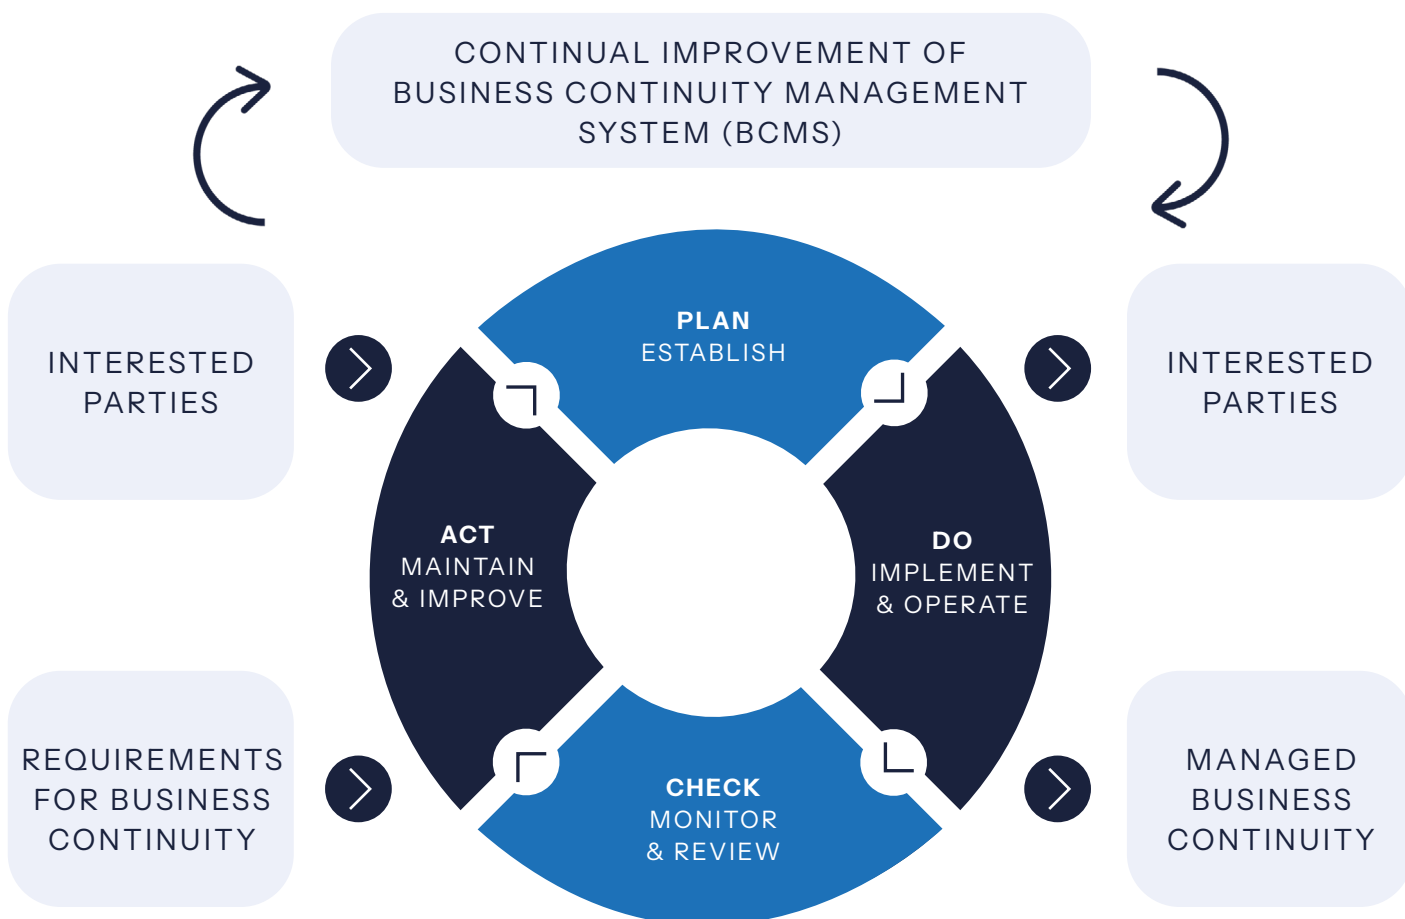 CONTINUAL IMPROVEMENT OF
BUSINESS CONTINUITY MANAGEMENT
SYSTEM (BCMS)
INTERESTED
PARTIES
PLAN
ESTABLISH
INTERESTED
PARTIES
ACT
MAINTAIN
& IMPROVE
DO
IMPLEMENT
& OPERATE
REQUIREMENTS
FOR BUSINESS
CONTINUITY
CHECK
MONITOR
& REVIEW
MANAGED
BUSINESS
CONTINUITY